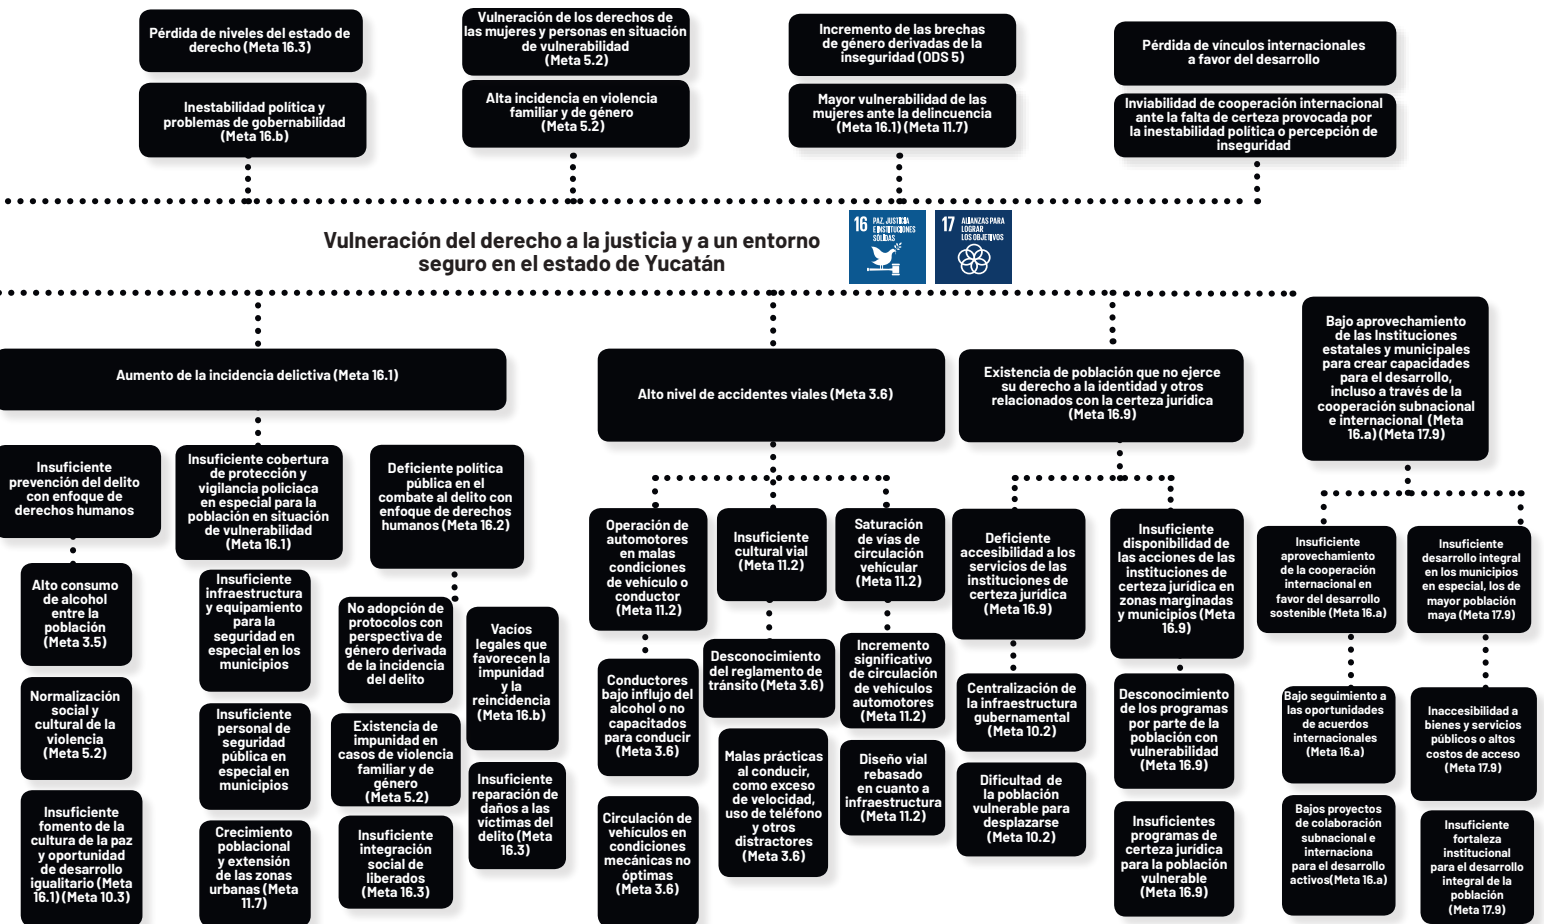 Pérdida de niveles del estado de
derecho (Meta 16.3)
Inestabilidad política y
problemas de gobernabilidad
(Meta 16.b)
Vulneración de los derechos de
las mujeres y personas en situación
de vulnerabilidad
(Meta 5.2)
Alta incidencia en violencia
familiar y de género
(Meta 5.2)
Incremento de las brechas
de género derivadas de la
inseguridad (ODS 5)
Mayor vulnerabilidad de las
mujeres ante la delincuencia
(Meta 16.1) (Meta 11.7)
Pérdida de vínculos internacionales
a favor del desarrollo
Inviabilidad de cooperación internacional
ante la falta de certeza provocada por
la inestabilidad política o percepción de
inseguridad
Vulneración del derecho a la justicia y a un entorno
seguro en el estado de Yucatán
16 PAZ, JUSTICIA
E INSTITUCIONES
SÓLIDAS
17 ALIANZAS PARA
LOGRAR
LOS OBJETIVOS
Aumento de la incidencia delictiva (Meta 16.1)
Insuficiente
prevención del delito
con enfoque de
derechos humanos
Alto consumo
de alcohol
entre la
población
(Meta 3.5)
Normalización
social y
cultural de la
violencia
(Meta 5.2)
Insuficiente
fomento de la
cultura de la paz
y oportunidad
de desarrollo
igualitario (Meta
16.1) (Meta 10.3)
Insuficiente cobertura
de protección y
vigilancia policiaca
en especial para la
población en situación
de vulnerabilidad
(Meta 16.1)
Insuficiente
infraestructura
y equipamiento
para la
seguridad en
especial en los
municipios
Insuficiente
personal de
seguridad
pública en
especial en
municipios
Crecimiento
poblacional
y extensión
de las zonas
urbanas (Meta
11.7)
Deficiente política
pública en el
combate al delito con
enfoque de derechos
humanos (Meta 16.2)
No adopción de
protocolos con
perspectiva de
género derivada
de la incidencia
del delito
Existencia de
impunidad en
casos de violencia
familiar y de
género
(Meta 5.2)
Insuficiente
integración
social de
liberados
(Meta 16.3)
Vacíos
legales que
favorecen la
impunidad
y la
reincidencia
(Meta 16.b)
Insuficiente
reparación de
daños a las
víctimas del
delito (Meta
16.3)
Alto nivel de accidentes viales (Meta 3.6)
Operación de
automotores
en malas
condiciones
de vehículo o
conductor
(Meta 11.2)
Conductores
bajo influjo del
alcohol o no
capacitados
para conducir
(Meta 3.6)
Circulación de
vehículos en
condiciones
mecánicas no
óptimas
(Meta 3.6)
Insuficiente
cultural vial
(Meta 11.2)
Desconocimiento
del reglamento de
tránsito (Meta 3.6)
Malas prácticas
al conducir,
como exceso
de velocidad,
uso de teléfono
y otros
distractores
(Meta 3.6)
Saturación
de vías de
circulación
vehícular
(Meta 11.2)
Incremento
significativo
de circulación
de vehículos
automotores
(Meta 11.2)
Diseño vial
rebasado
en cuanto a
infraestructura
(Meta 11.2)
Existencia de población que no ejerce
su derecho a la identidad y otros
relacionados con la certeza jurídica
(Meta 16.9)
Deficiente
accesibilidad a los
servicios de las
instituciones de
certeza jurídica
(Meta 16.9)
Centralización de
la infraestructura
gubernamental
(Meta 10.2)
Dificultad de
la población
vulnerable para
desplazarse
(Meta 10.2)
Insuficiente
disponibilidad de
las acciones de las
instituciones de
certeza jurídica en
zonas marginadas
y municipios (Meta
16.9)
Desconocimiento
de los programas
por parte de la
población con
vulnerabilidad
(Meta 16.9)
Insuficientes
programas de
certeza jurídica
para la población
vulnerable
(Meta 16.9)
Bajo aprovechamiento
de las Instituciones
estatales y municipales
para crear capacidades
para el desarrollo,
incluso a través de la
cooperación subnacional
e internacional (Meta
16.a) (Meta 17.9)
Insuficiente
aprovechamiento
de la cooperación
internacional en
favor del desarrollo
sostenible (Meta 16.a)
Bajo seguimiento a
las oportunidades
de acuerdos
internacionales
(Meta 16.a)
Bajos proyectos
de colaboración
subnacional e
internaciona
para el desarrollo
activos(Meta 16.a)
Insuficiente
desarrollo integral
en los municipios
en especial, los de
mayor población
maya (Meta 17.9)
Inaccesibilidad a
bienes y servicios
públicos o altos
costos de acceso
(Meta 17.9)
Insuficiente
fortaleza
institucional
para el desarrollo
integral de la
población
(Meta 17.9)